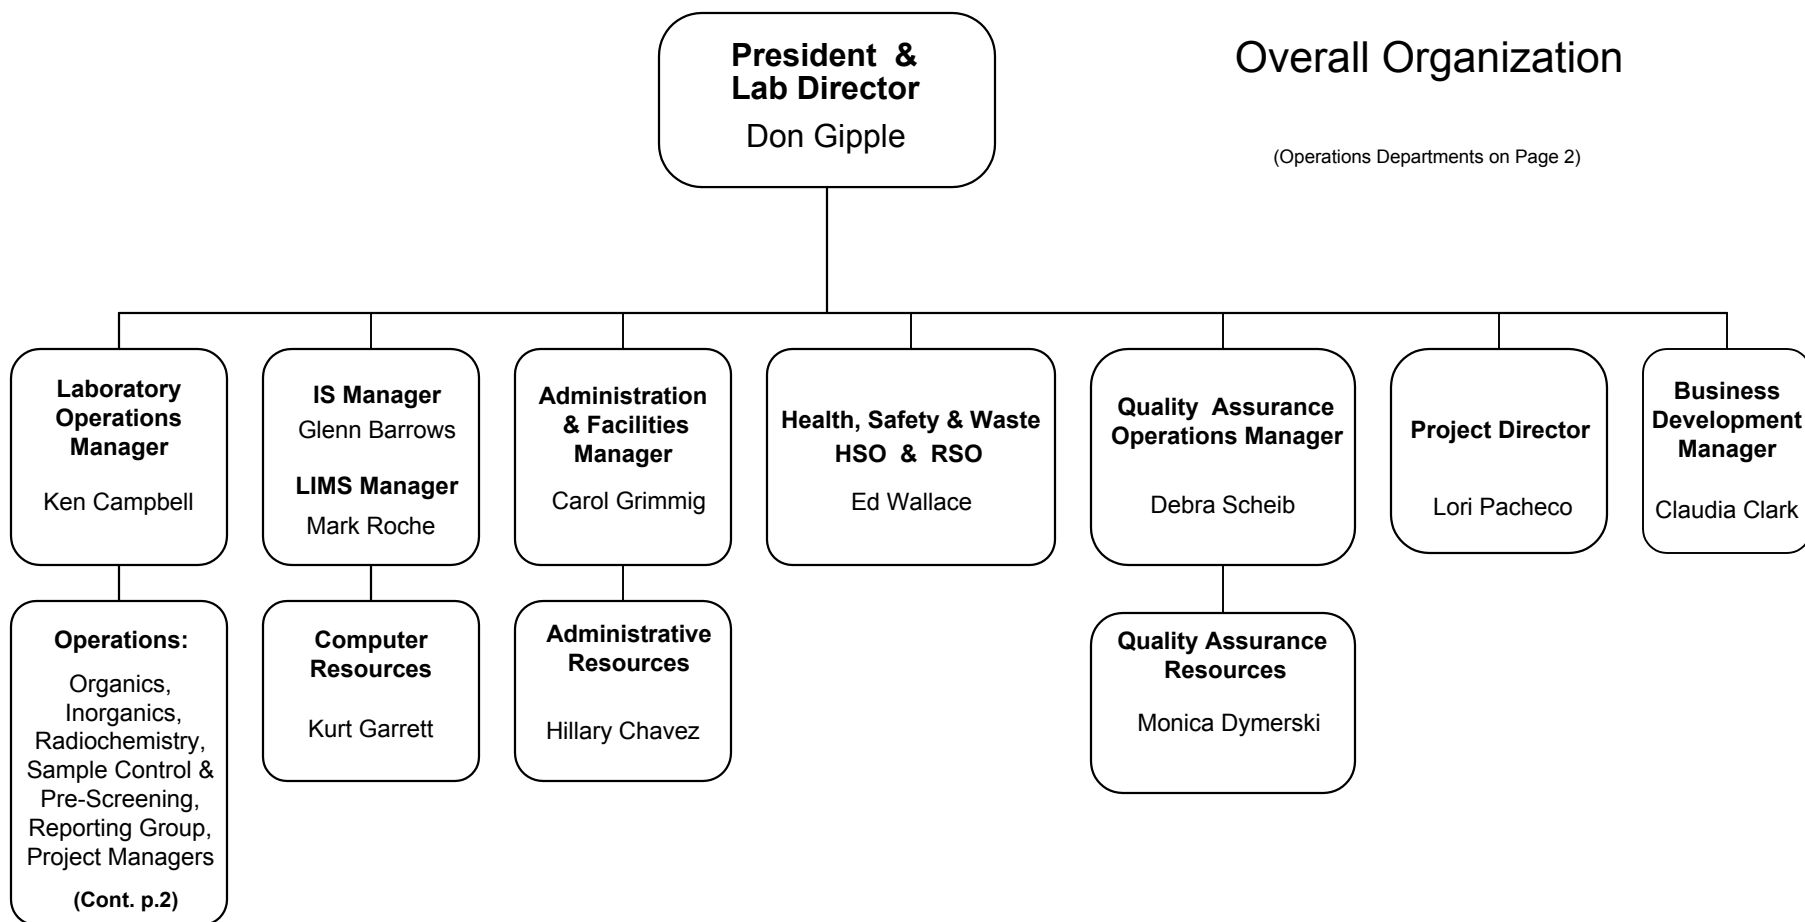 President &
Lab Director
Don Gipple
Overall Organization
(Operations Departments on Page 2)
Laboratory
Operations
Manager
Ken Campbell
IS Manager
Glenn Barrows
LIMS Manager
Mark Roche
Administration
& Facilities
Manager
Carol Grimmig
Health, Safety & Waste
HSO & RSO
Ed Wallace
Quality Assurance
Operations Manager
Debra Scheib
Project Director
Lori Pacheco
Business
Development
Manager
Claudia Clark
Operations:
Organics,
Inorganics,
Radiochemistry,
Sample Control &
Pre-Screening,
Reporting Group,
Project Managers
(Cont. p.2)
Computer
Resources
Kurt Garrett
Administrative
Resources
Hillary Chavez
Quality Assurance
Resources
Monica Dymerski